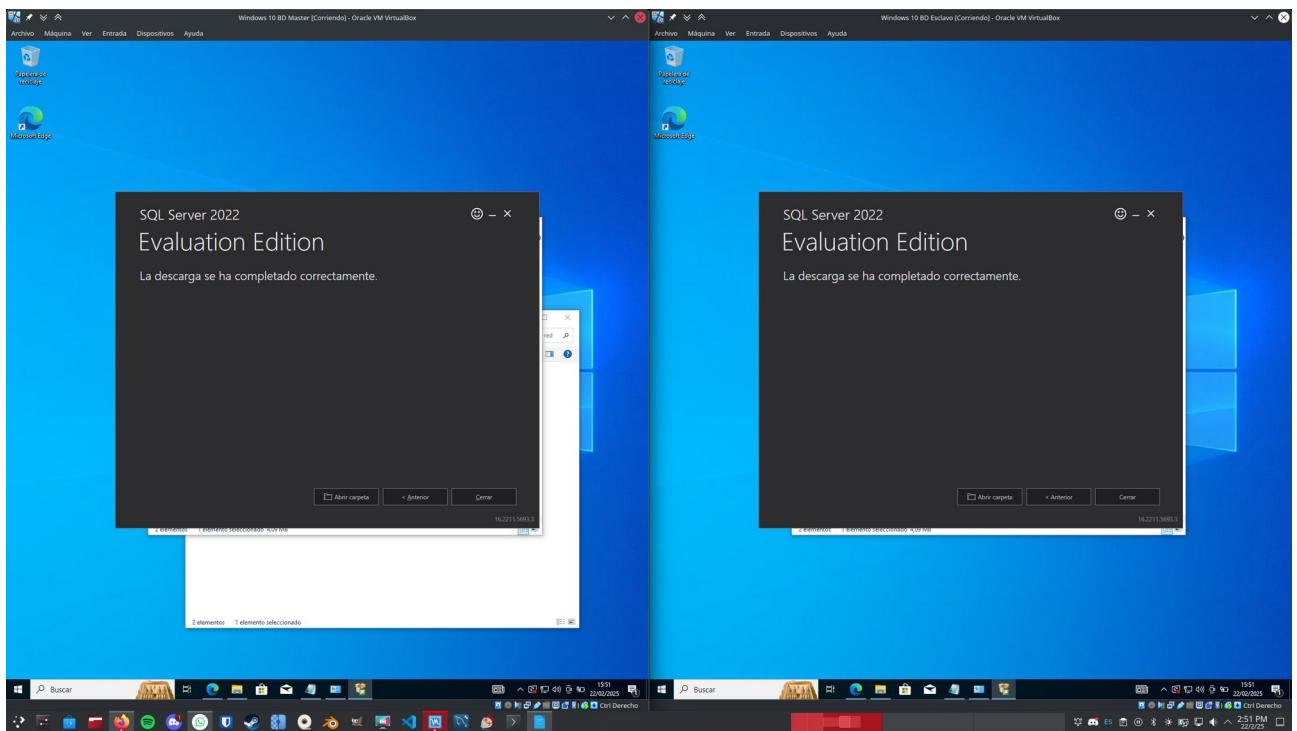 Windows 10 BD Master [Corriendo] - Oracle VM VirtualBox
Archivo Máquina Ver Entrada Dispositivos Ayuda
Papelera de
reciclaje
Microsoft Edge
SQL Server 2022
Evaluation Edition
La descarga se ha completado correctamente.
red
Abrir carpeta
< Anterior
Cerrar
16.2211.5693.3
2 elementos 1 elemento seleccionado 4,09 MB
2 elementos 1 elemento seleccionado
Buscar
15:51
22/02/2025
Ctrl Derecho
Windows 10 BD Esclavo [Corriendo] - Oracle VM VirtualBox
Archivo Máquina Ver Entrada Dispositivos Ayuda
Papelera de
reciclaje
Microsoft Edge
SQL Server 2022
Evaluation Edition
La descarga se ha completado correctamente.
Abrir carpeta
< Anterior
Cerrar
16.2211.5693.3
2 elementos 1 elemento seleccionado 4,09 MB
Buscar
15:51
22/02/2025
Ctrl Derecho
ES
2:51 PM
22/2/25